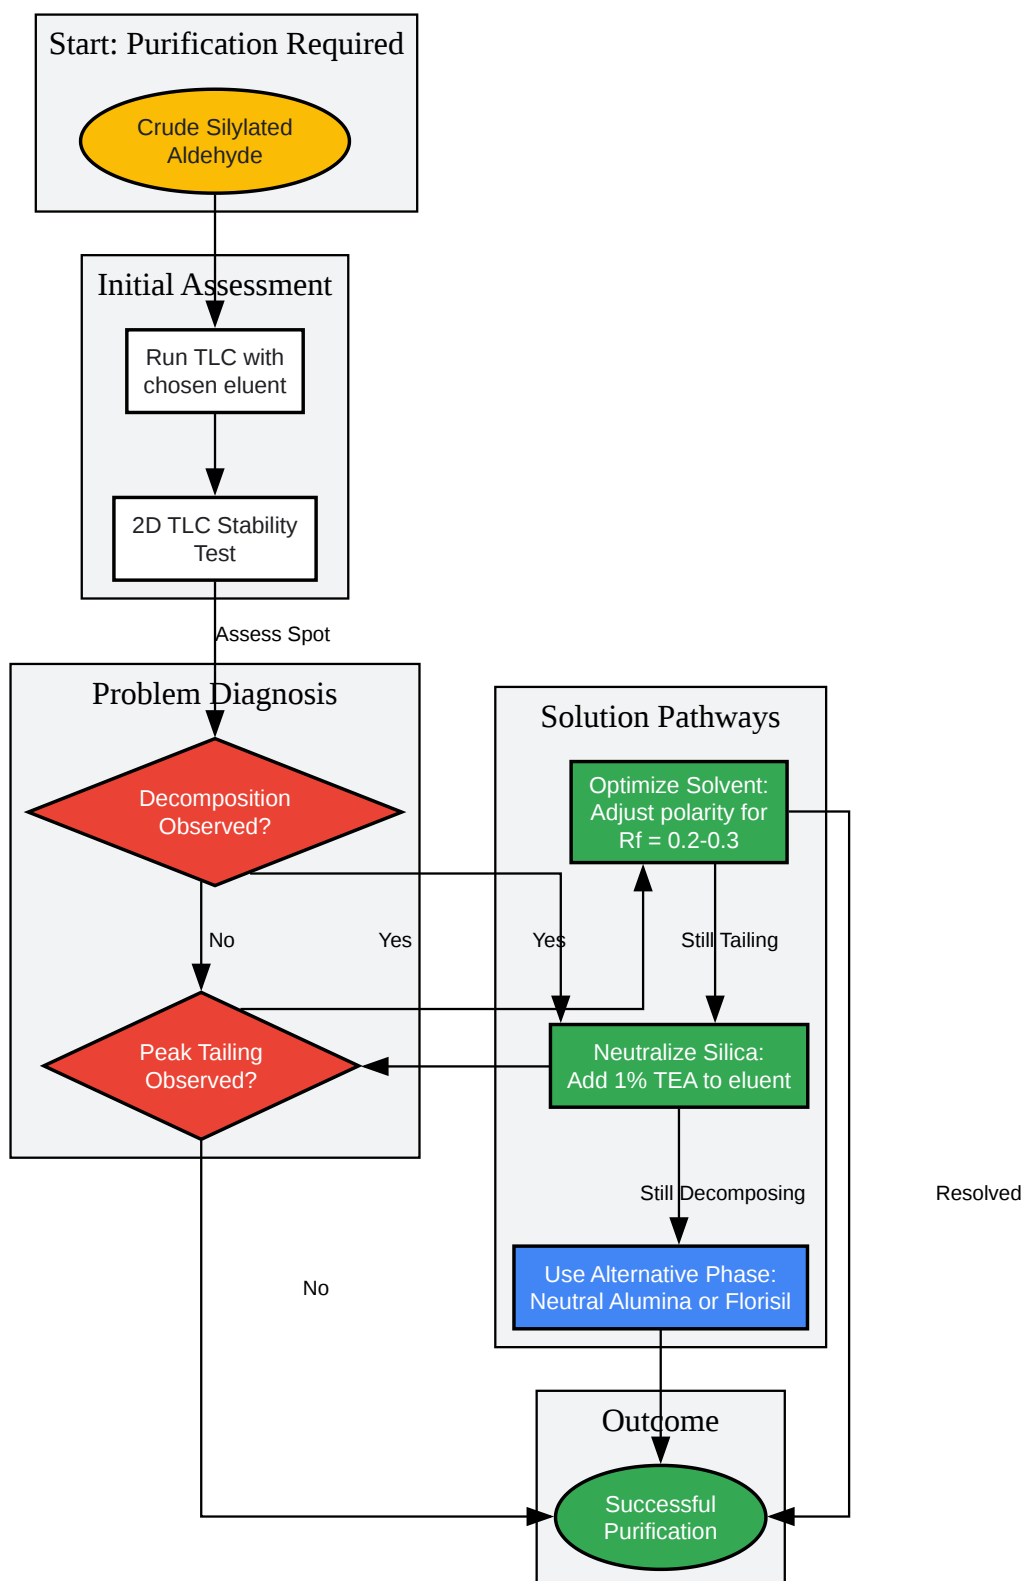 Start: Purification Required
Crude Silylated
Aldehyde
Initial Assessment
Run TLC with
chosen eluent
2D TLC Stability
Test
Assess Spot
Problem Diagnosis
Solution Pathways
Decomposition
Observed?
Optimize Solvent:
Adjust polarity for
Rf = 0.2-0.3
No
Yes
Yes
Still Tailing
Peak Tailing
Observed?
Neutralize Silica:
Add 1% TEA to eluent
Still Decomposing
Resolved
No
Use Alternative Phase:
Neutral Alumina or Florisil
Outcome
Successful
Purification